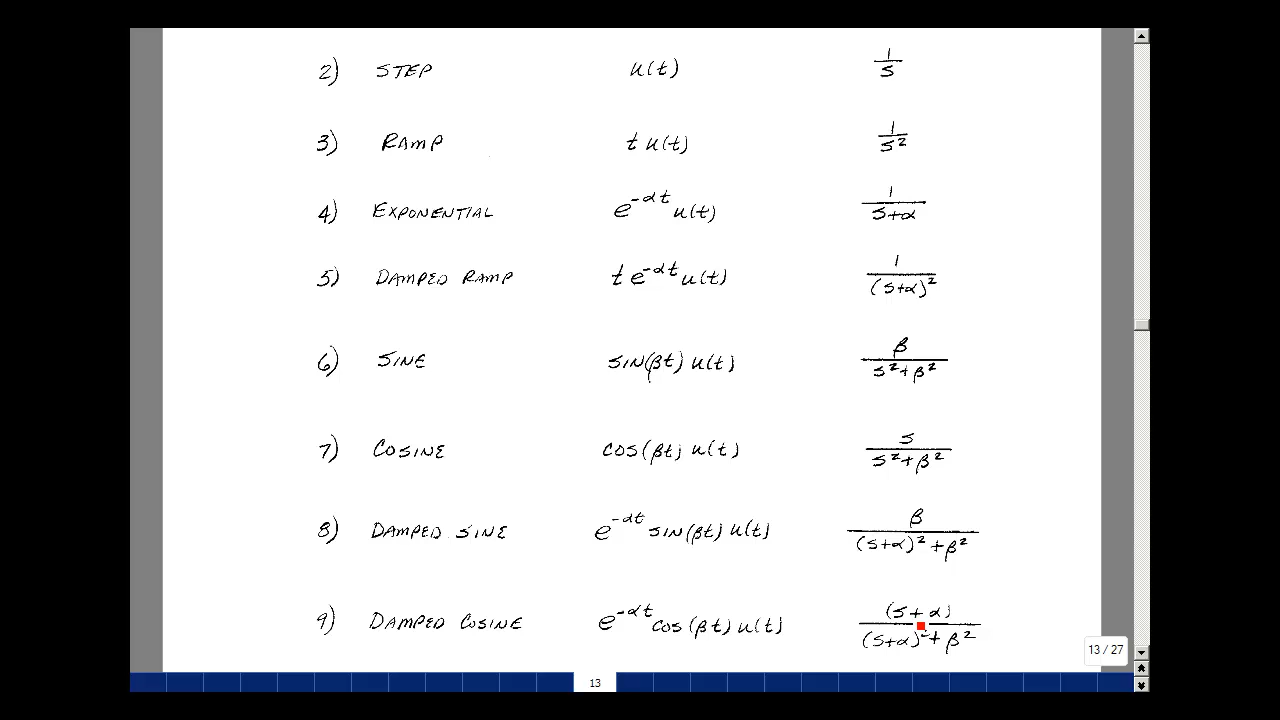 2) STEP u(t) 1/s
3) RAMP t u(t) 1/s²
4) EXPONENTIAL e^-αt u(t) 1/(s+α)
5) DAMPED RAMP t e^-αt u(t) 1/(s+α)²
6) SINE sin(βt) u(t) β/(s²+β²)
7) COSINE cos(βt) u(t) s/(s²+β²)
8) DAMPED SINE e^-αt sin(βt) u(t) β/((s+α)²+β²)
9) DAMPED COSINE e^-αt cos(βt) u(t) (s+α)/((s+α)²+β²)
13 / 27
13